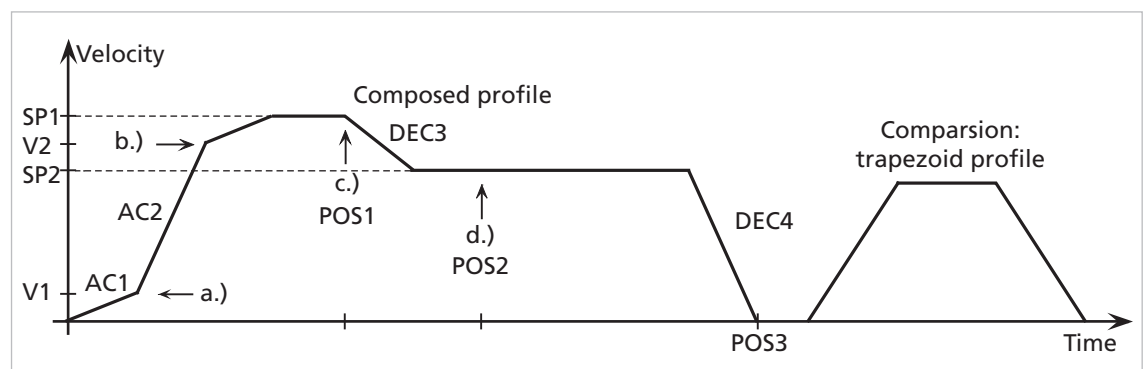 Velocity
SP1
V2
SP2
V1
Composed profile
b.)
DEC3
c.)
POS1
AC2
AC1
a.)
d.)
POS2
DEC4
POS3
Comparsion:
trapezoid profile
Time